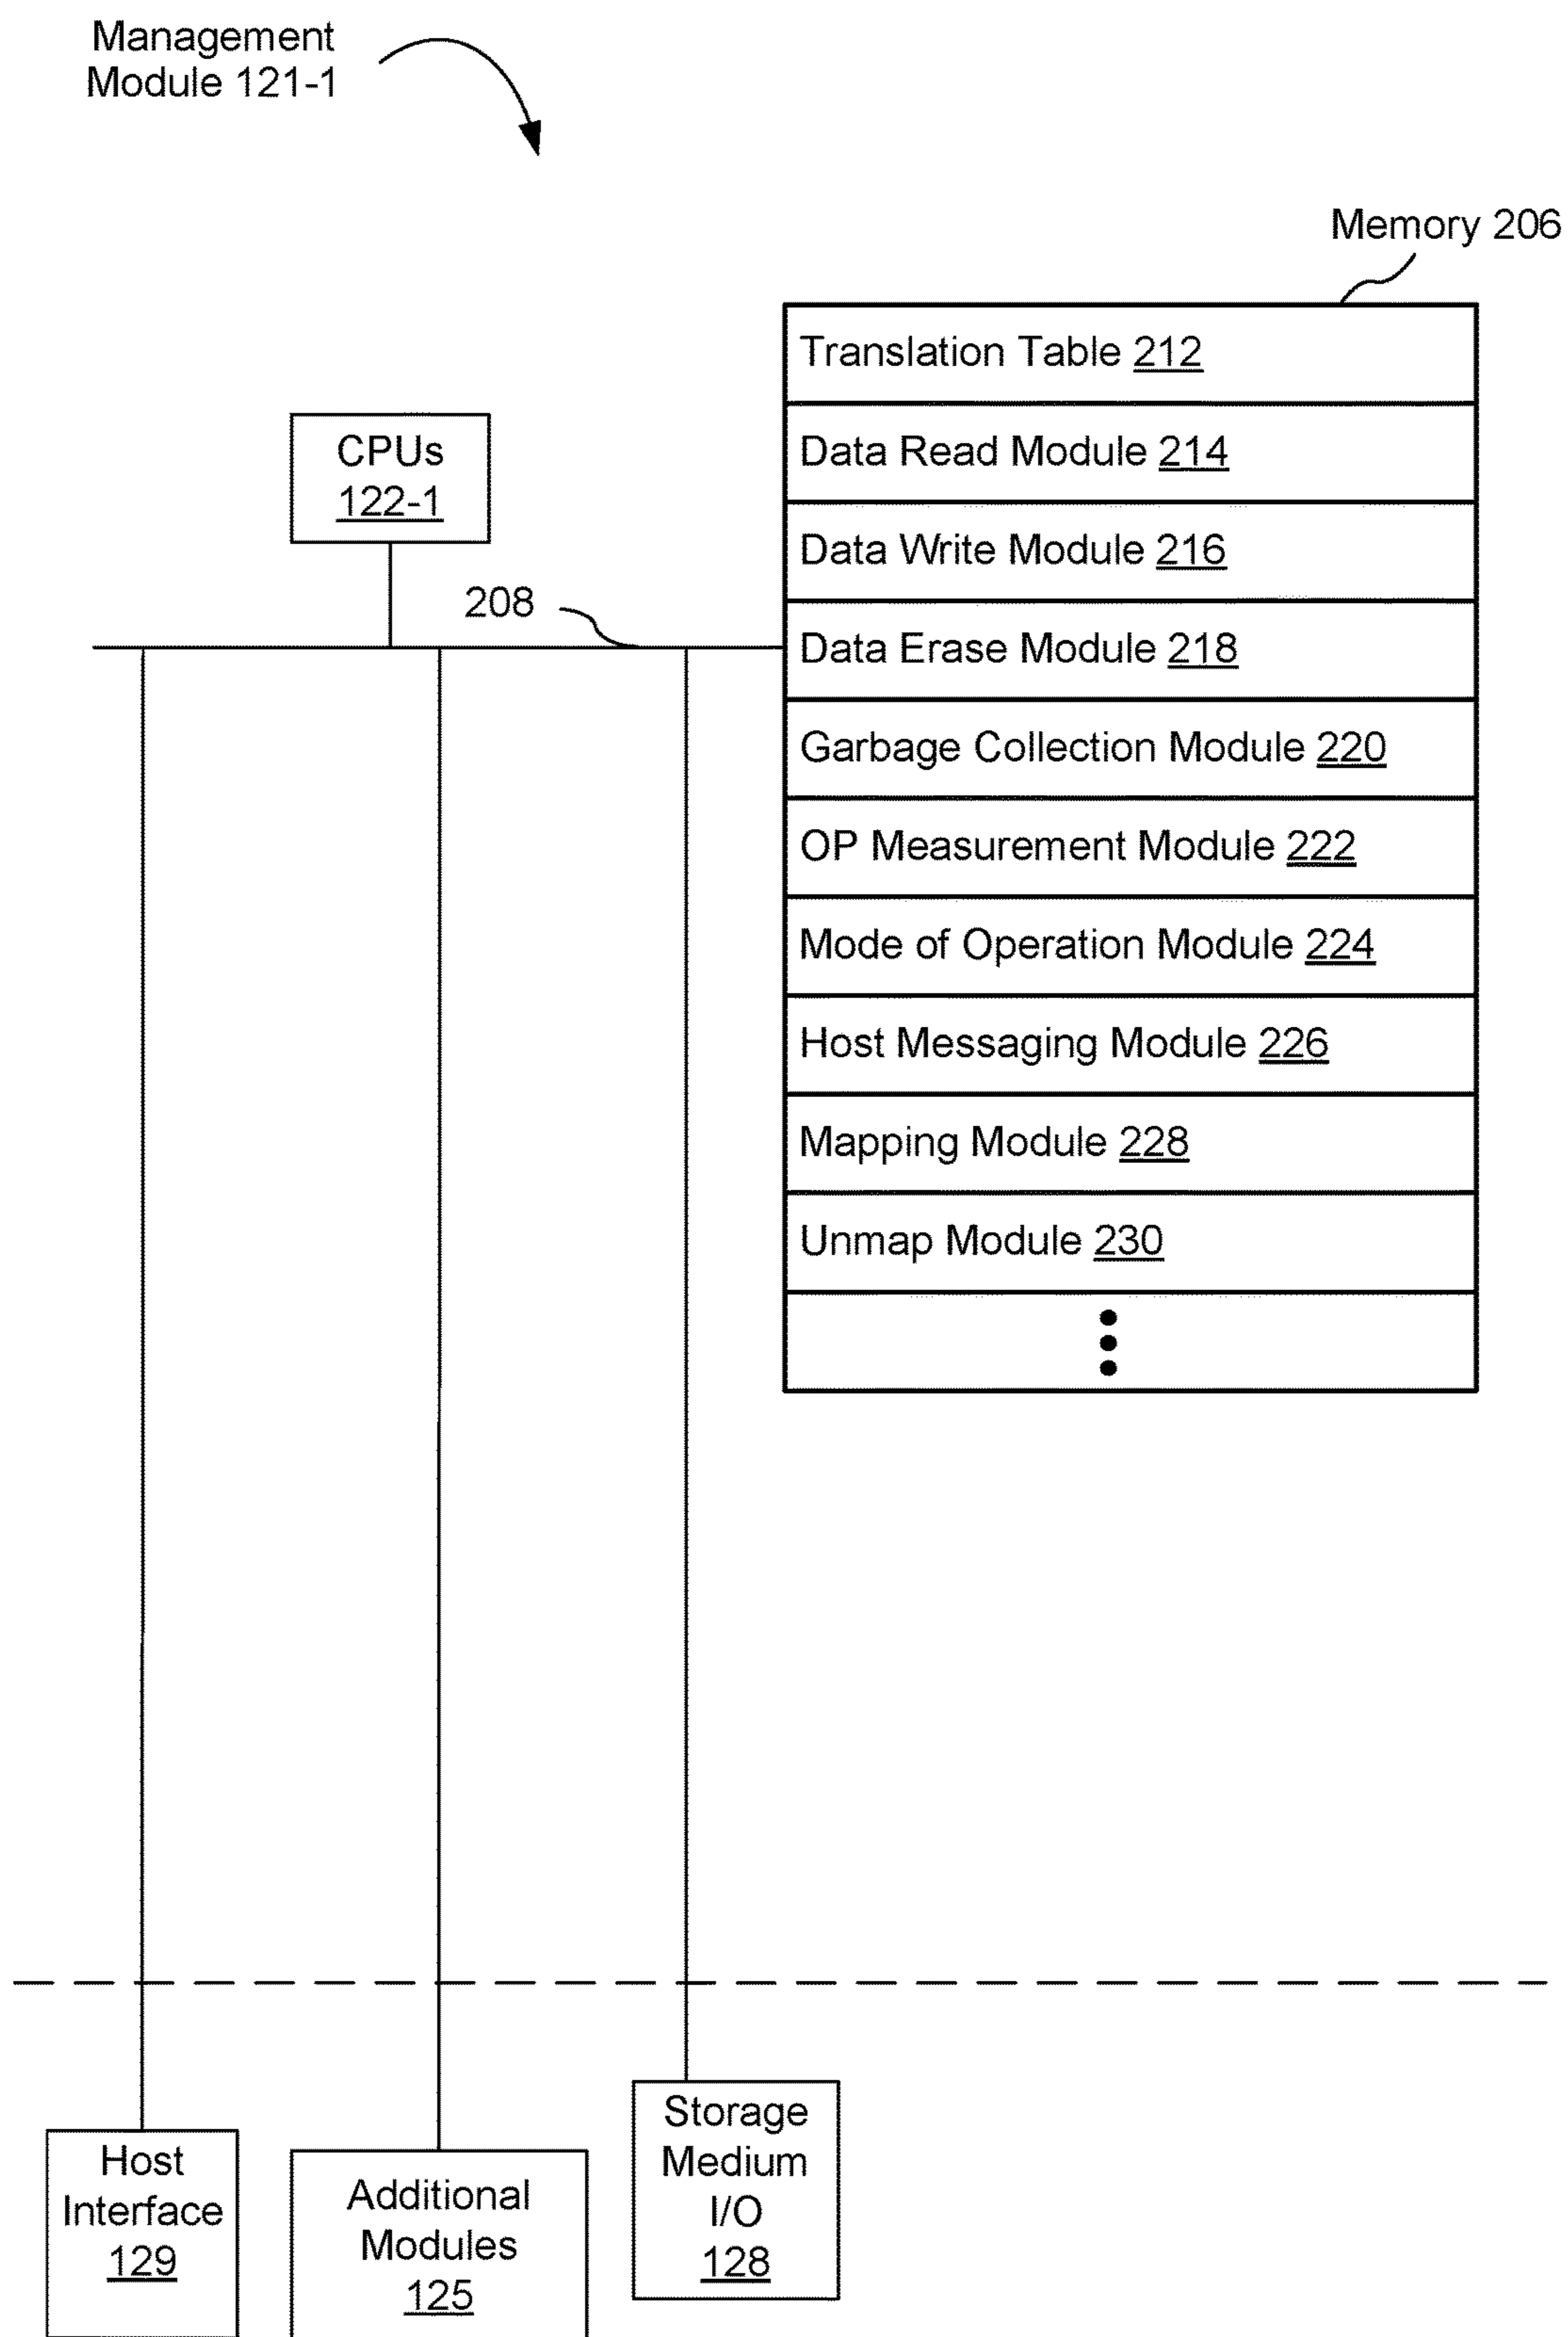 Management
Module 121-1
Memory 206
Translation Table 212
CPUs
122-1
Data Read Module 214
Data Write Module 216
208
Data Erase Module 218
Garbage Collection Module 220
OP Measurement Module 222
Mode of Operation Module 224
Host Messaging Module 226
Mapping Module 228
Unmap Module 230
Host
Interface
129
Additional
Modules
125
Storage
Medium
I/O
128